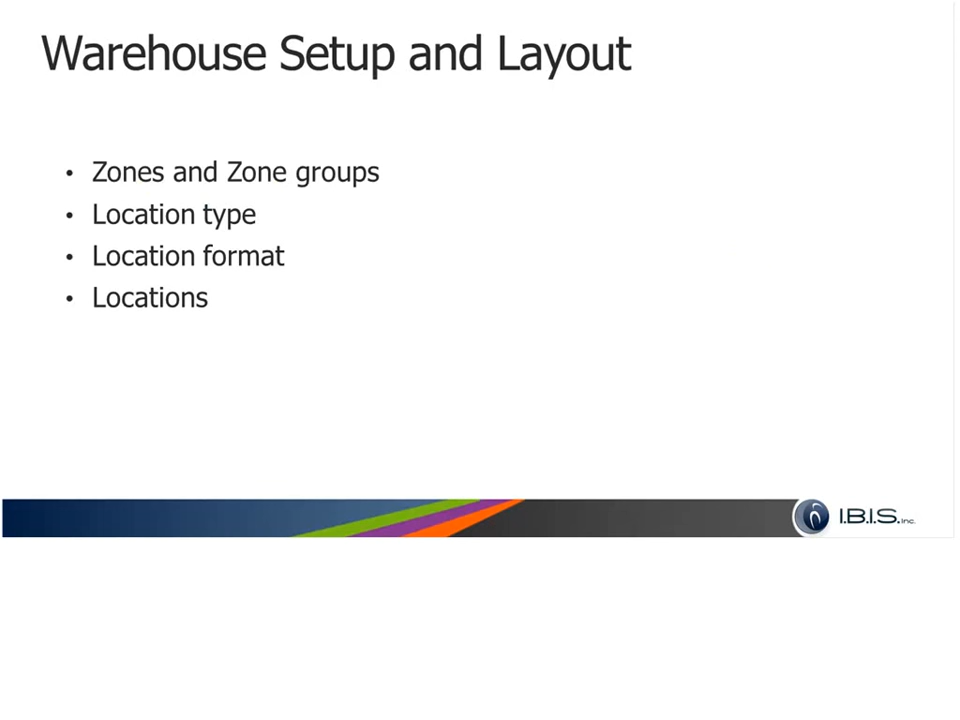 Warehouse Setup and Layout
• Zones and Zone groups
• Location type
• Location format
• Locations
I.B.I.S. Inc.